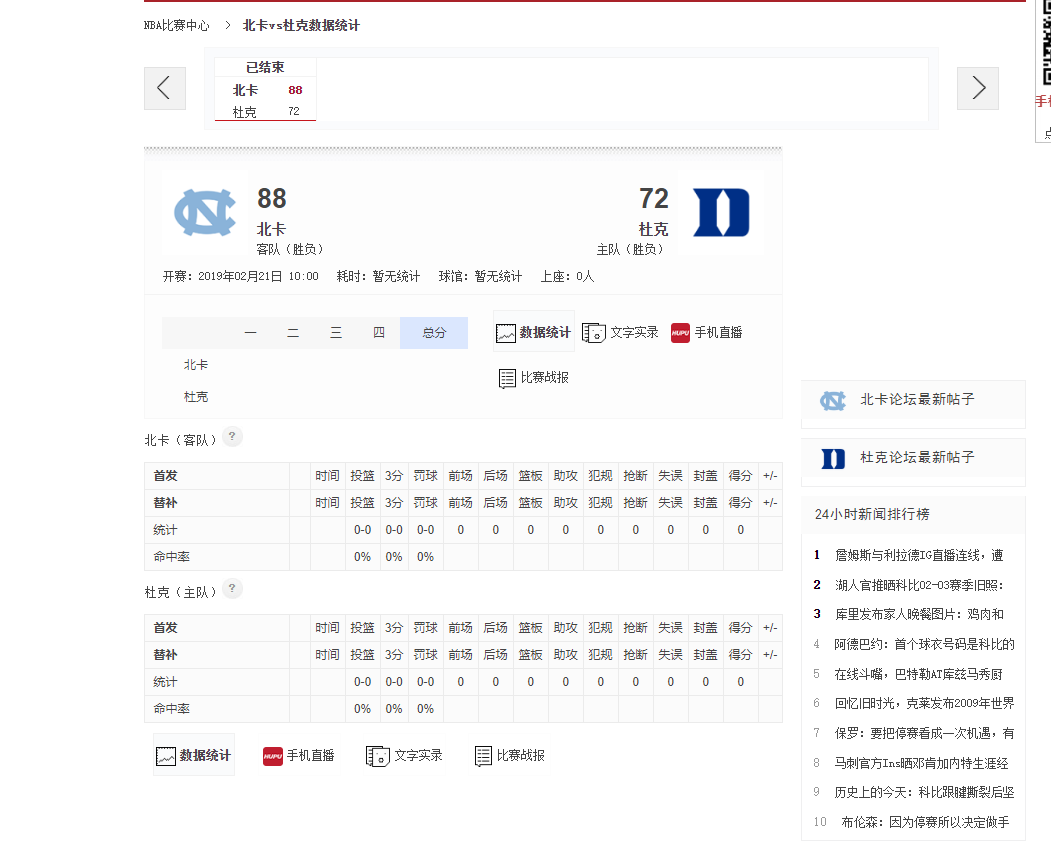 NBA比赛中心 > 北卡vs杜克数据统计
已结束
北卡 88
杜克 72
手机
点
88
北卡
客队（胜负）
72
杜克
主队（胜负）
开赛：2019年02月21日 10:00 耗时：暂无统计 球馆：暂无统计 上座：0人
一 二 三 四 总分
北卡
杜克
数据统计 文字实录 HUPU 手机直播
比赛战报
北卡（客队） ?
首发 时间 投篮 3分 罚球 前场 后场 篮板 助攻 犯规 抢断 失误 封盖 得分 +/-
替补 时间 投篮 3分 罚球 前场 后场 篮板 助攻 犯规 抢断 失误 封盖 得分 +/-
统计 0-0 0-0 0-0 0 0 0 0 0 0 0 0 0
命中率 0% 0% 0%
杜克（主队） ?
首发 时间 投篮 3分 罚球 前场 后场 篮板 助攻 犯规 抢断 失误 封盖 得分 +/-
替补 时间 投篮 3分 罚球 前场 后场 篮板 助攻 犯规 抢断 失误 封盖 得分 +/-
统计 0-0 0-0 0-0 0 0 0 0 0 0 0 0 0
命中率 0% 0% 0%
数据统计 HUPU 手机直播 文字实录 比赛战报
北卡论坛最新帖子
杜克论坛最新帖子
24小时新闻排行榜
1 詹姆斯与利拉德IG直播连线，遭
2 湖人官推晒科比02-03赛季旧照：
3 库里发布家人晚餐图片：鸡肉和
4 阿德巴约：首个球衣号码是科比的
5 在线斗嘴，巴特勒AT库兹马秀厨
6 回忆旧时光，克莱发布2009年世界
7 保罗：要把停赛看成一次机遇，有
8 马刺官方Ins晒邓肯加内特生涯经
9 历史上的今天：科比跟腱撕裂后坚
10 布伦森：因为停赛所以决定做手